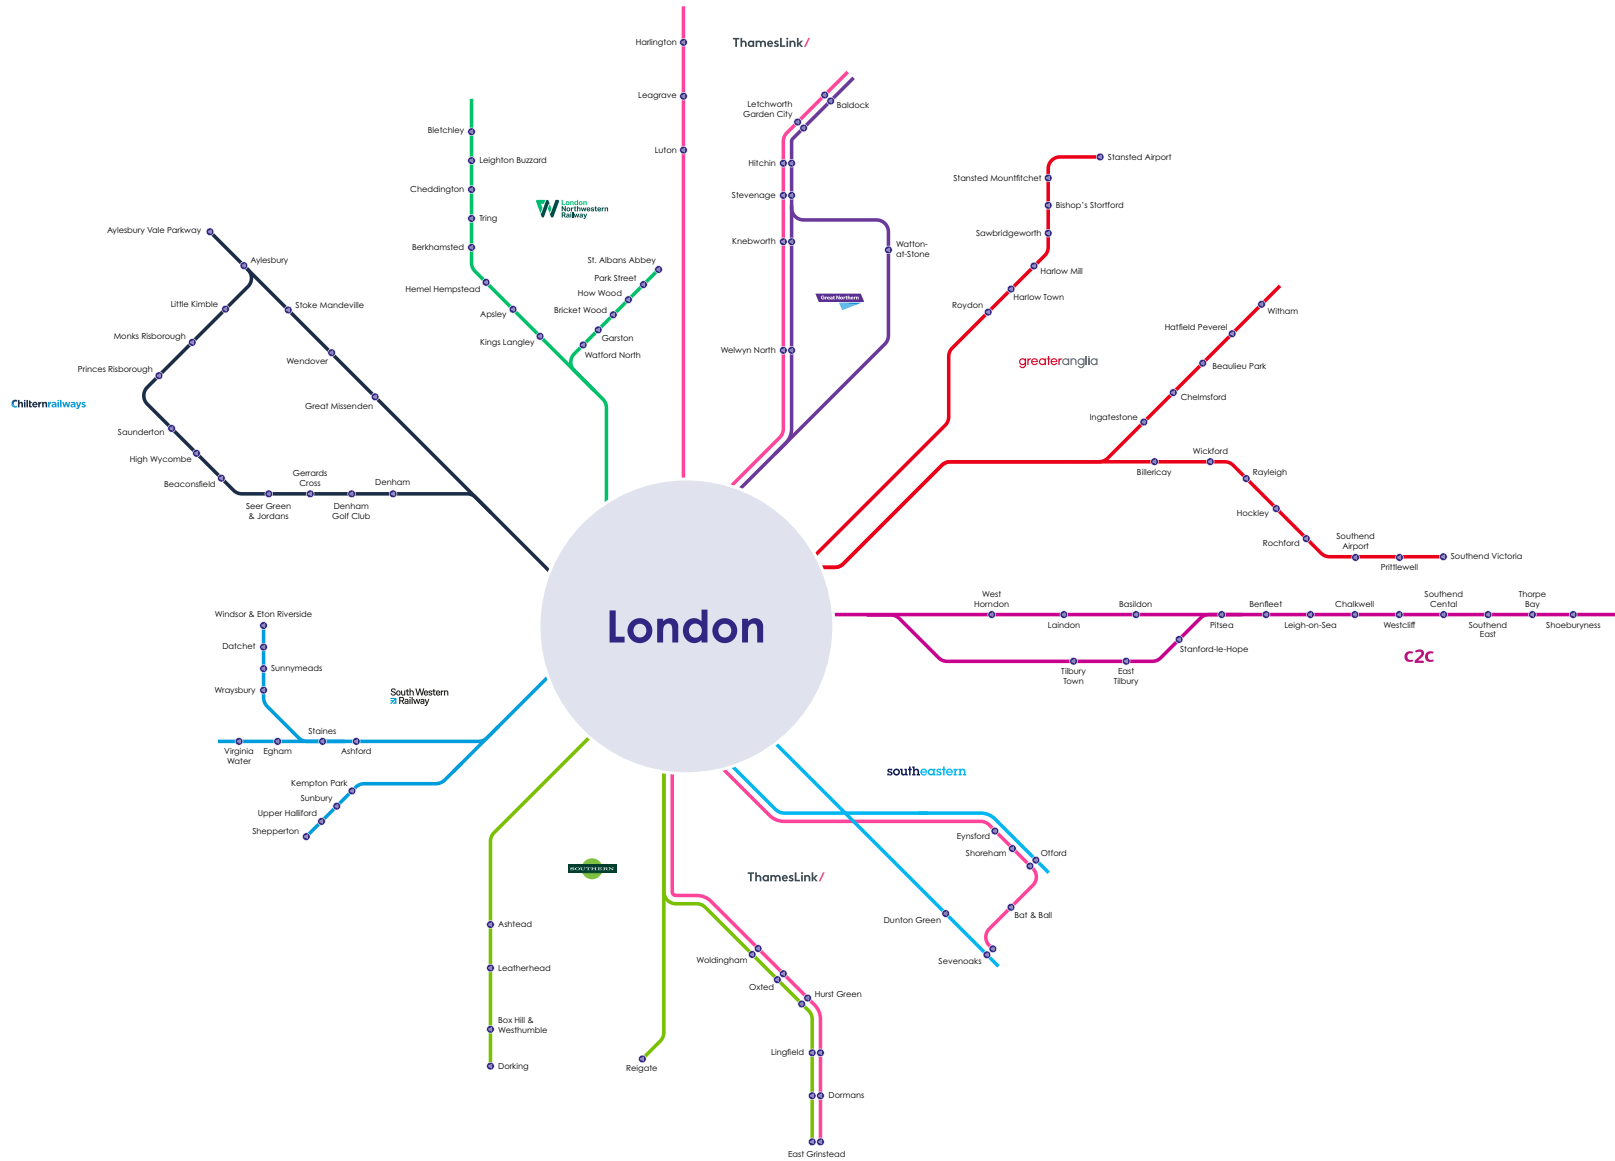 Harlington
ThamesLink/
Leagrave
Luton
Letchworth
Garden City
Baldock
Hitchin
Stevenage
Knebworth
Watton-
at-Stone
Great Northern
Welwyn North
Bletchley
Leighton Buzzard
Cheddington
Tring
Berkhamsted
Hemel Hempstead
Apsley
Kings Langley
London
Northwestern
Railway
St. Albans Abbey
Park Street
How Wood
Bricket Wood
Garston
Watford North
Stansted Airport
Stansted Mountfitchet
Bishop's Stortford
Sawbridgeworth
Harlow Mill
Harlow Town
Roydon
greateranglia
Witham
Hatfield Peverel
Beaulieu Park
Chelmsford
Ingatestone
Billericay
Wickford
Rayleigh
Hockley
Rochford
Southend
Airport
Prittlewell
Southend Victoria
Aylesbury Vale Parkway
Aylesbury
Little Kimble
Stoke Mandeville
Monks Risborough
Wendover
Princes Risborough
Great Missenden
Chilternrailways
Saunderton
High Wycombe
Beaconsfield
Seer Green
& Jordans
Gerrards
Cross
Denham
Golf Club
Denham
London
West
Horndon
Laindon
Basildon
Pitsea
Benfleet
Leigh-on-Sea
Chalkwell
Westcliff
Southend
Cental
Southend
East
Thorpe
Bay
Shoeburyness
Stanford-le-Hope
Tilbury
Town
East
Tilbury
c2c
Windsor & Eton Riverside
Datchet
Sunnymeads
Wraysbury
South Western
Railway
Staines
Virginia
Water
Egham
Ashford
Kempton Park
Sunbury
Upper Halliford
Shepperton
southeastern
Eynsford
Shoreham
Otford
Bat & Ball
Dunton Green
Sevenoaks
SOUTHERN
ThamesLink/
Ashtead
Leatherhead
Box Hill &
Westhumble
Dorking
Reigate
Woldingham
Oxted
Hurst Green
Lingfield
Dormans
East Grinstead